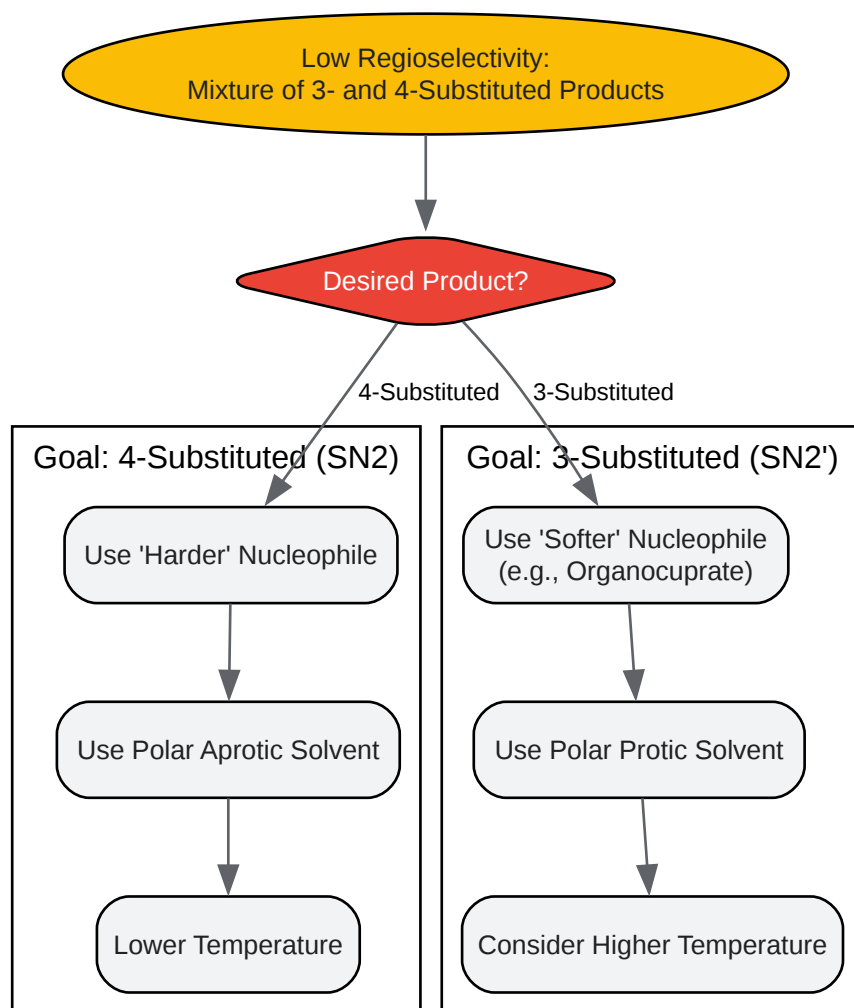 Low Regioselectivity:
Mixture of 3- and 4-Substituted Products
Desired Product?
4-Substituted
3-Substituted
Goal: 4-Substituted (SN2)
Use 'Harder' Nucleophile
Use Polar Aprotic Solvent
Lower Temperature
Goal: 3-Substituted (SN2')
Use 'Softer' Nucleophile
(e.g., Organocuprate)
Use Polar Protic Solvent
Consider Higher Temperature